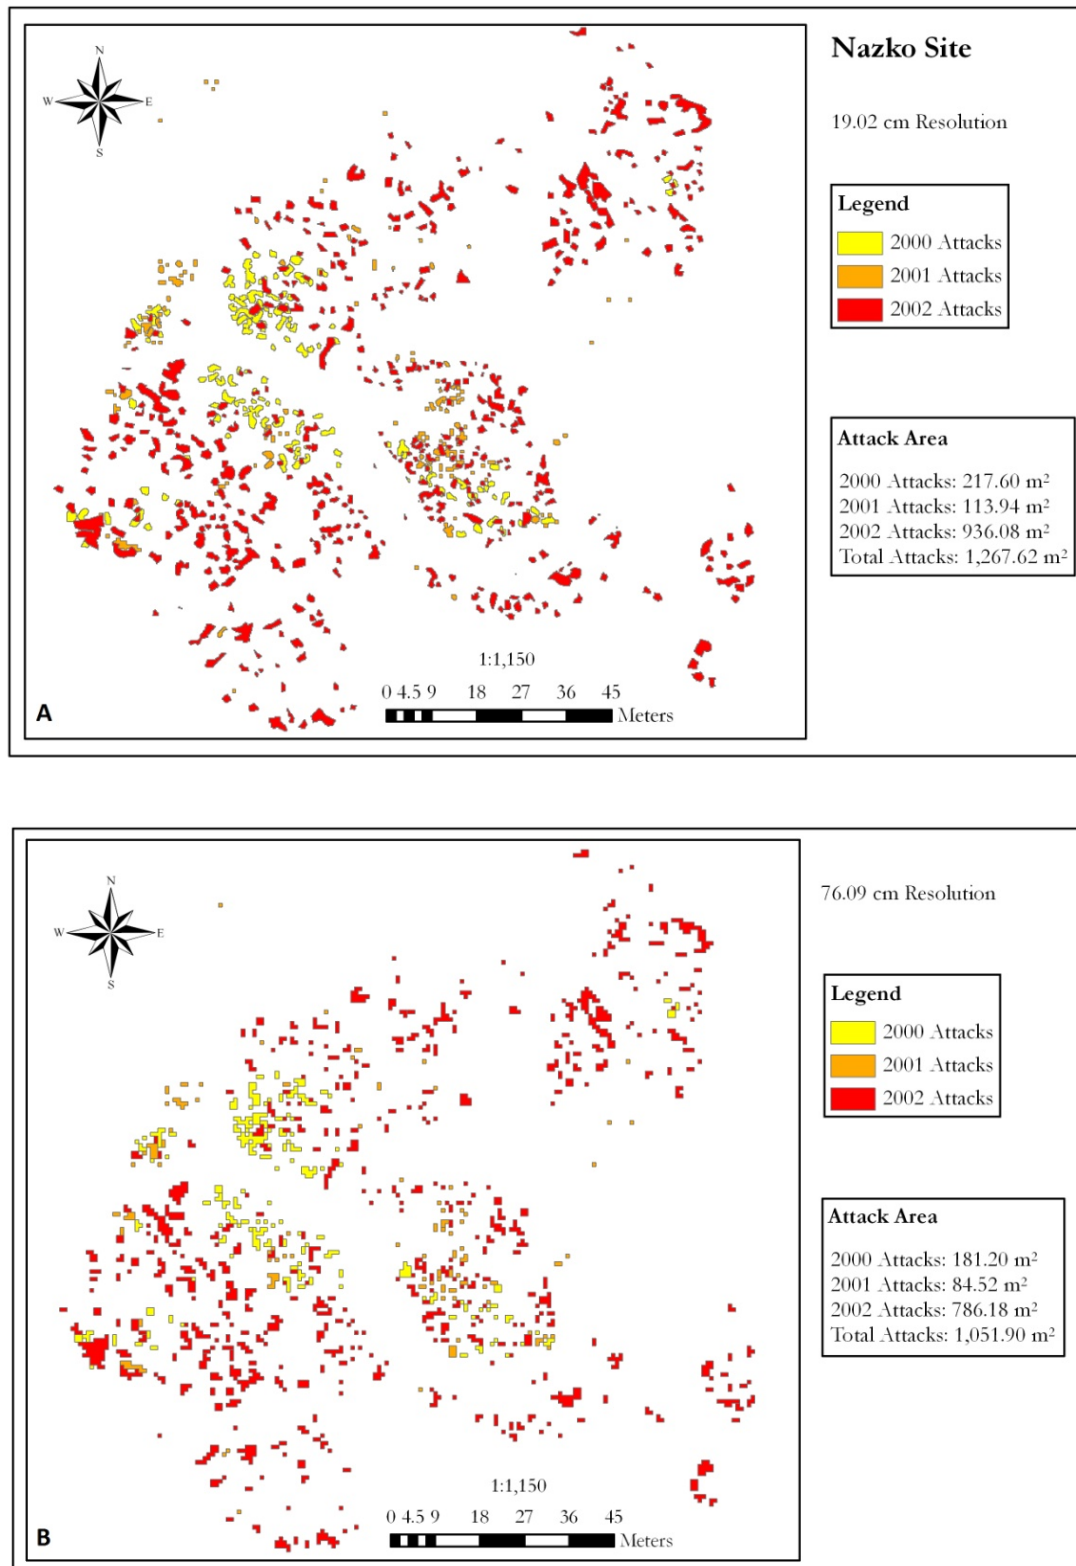 Nazko Site
19.02 cm Resolution
N
W E
S
Legend
2000 Attacks
2001 Attacks
2002 Attacks
Attack Area
2000 Attacks: 217.60 m²
2001 Attacks: 113.94 m²
2002 Attacks: 936.08 m²
Total Attacks: 1,267.62 m²
1:1,150
0 4.5 9 18 27 36 45
Meters
A
76.09 cm Resolution
N
W E
S
Legend
2000 Attacks
2001 Attacks
2002 Attacks
Attack Area
2000 Attacks: 181.20 m²
2001 Attacks: 84.52 m²
2002 Attacks: 786.18 m²
Total Attacks: 1,051.90 m²
1:1,150
0 4.5 9 18 27 36 45
Meters
B